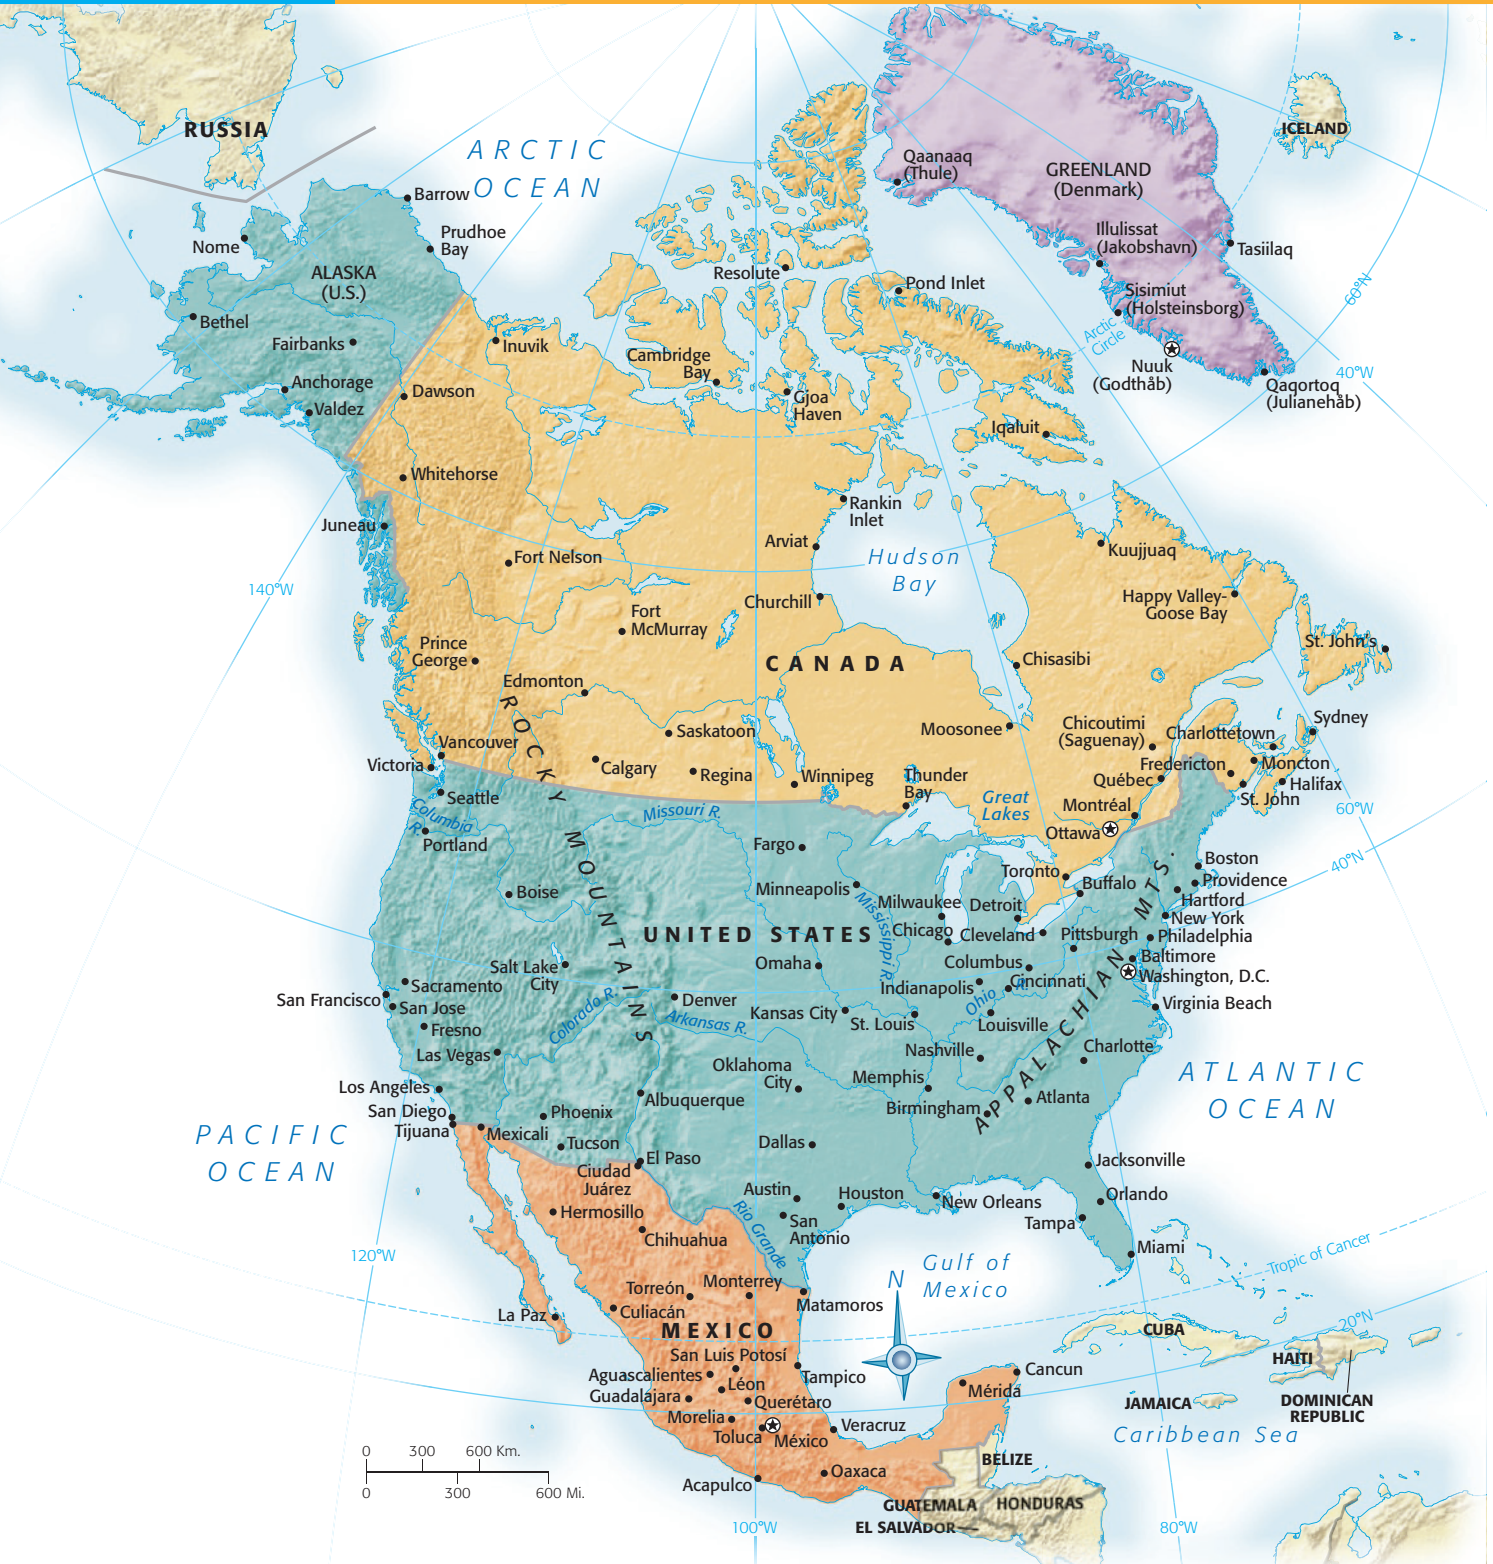 RUSSIA
ARCTIC
OCEAN
ICELAND
Qaanaaq
(Thule)
GREENLAND
(Denmark)
Barrow
Nome
Prudhoe
Bay
Illulissat
(Jakobshavn)
Tasiilaq
ALASKA
(U.S.)
Resolute
Pond Inlet
Sisimiut
(Holsteinsborg)
60°N
Bethel
Fairbanks
Inuvik
Cambridge
Bay
Arctic
Circle
Nuuk
(Godthåb)
40°W
Anchorage
Dawson
Gjoa
Haven
Qaqortoq
(Julianehåb)
Valdez
Iqaluit
Whitehorse
Rankin
Inlet
Juneau
Arviat
Hudson
Bay
Kuujjuaq
Fort Nelson
140°W
Churchill
Happy Valley-
Goose Bay
Fort
McMurray
St. John's
Prince
George
CANADA
Chisasibi
Edmonton
ROCKY MOUNTAINS
Saskatoon
Moosonee
Chicoutimi
(Saguenay)
Charlottetown
Sydney
Vancouver
Victoria
Calgary
Regina
Winnipeg
Thunder
Bay
Fredericton
Moncton
Québec
Halifax
St. John
Seattle
Great
Lakes
Montréal
60°W
Columbia
R.
Missouri R.
Ottawa
Portland
Fargo
40°N
Boston
Toronto
Buffalo
Providence
Boise
Minneapolis
Mississippi R.
Milwaukee
Detroit
Hartford
New York
UNITED STATES
Chicago
Cleveland
Pittsburgh
Philadelphia
APPALACHIAN MTS.
Baltimore
Salt Lake
City
Omaha
Columbus
Washington, D.C.
Sacramento
Indianapolis
Cincinnati
San Francisco
San Jose
Denver
Ohio R.
Virginia Beach
Colorado R.
Arkansas R.
Kansas City
St. Louis
Louisville
Fresno
Las Vegas
Nashville
Charlotte
Los Angeles
Oklahoma
City
Memphis
ATLANTIC
OCEAN
San Diego
Tijuana
Phoenix
Albuquerque
Birmingham
Atlanta
PACIFIC
OCEAN
Mexicali
Tucson
Dallas
El Paso
Ciudad
Juárez
Jacksonville
Austin
Houston
New Orleans
Orlando
Hermosillo
San
Antonio
Tampa
Chihuahua
Rio Grande
Miami
120°W
Gulf of
Mexico
Tropic of Cancer
N
Torreón
Monterrey
Matamoros
La Paz
Culiacán
MEXICO
CUBA
20°N
San Luis Potosí
HAITI
Aguascalientes
Tampico
Cancun
Guadalajara
Léon
Mérida
Querétaro
JAMAICA
DOMINICAN
REPUBLIC
Morelia
Toluca
México
Veracruz
Caribbean Sea
0 300 600 Km.
0 300 600 Mi.
BELIZE
Oaxaca
Acapulco
GUATEMALA
HONDURAS
EL SALVADOR
100°W
80°W